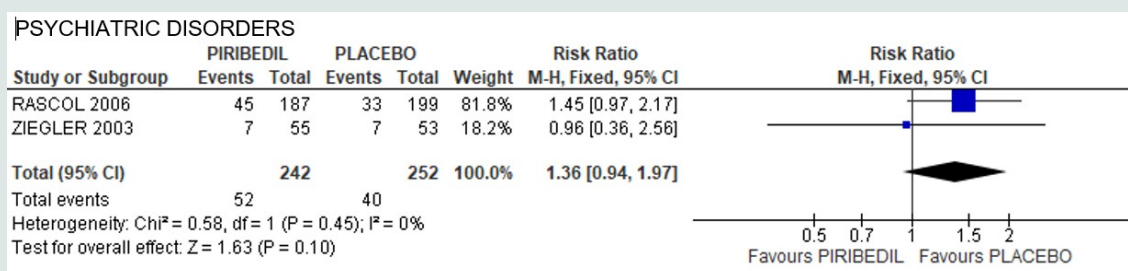 PSYCHIATRIC DISORDERS
PIRIBEDIL PLACEBO Risk Ratio Risk Ratio
Study or Subgroup Events Total Events Total Weight M-H, Fixed, 95% CI M-H, Fixed, 95% CI
RASCOL 2006 45 187 33 199 81.8% 1.45 [0.97, 2.17]
ZIEGLER 2003 7 55 7 53 18.2% 0.96 [0.36, 2.56]
Total (95% CI) 242 252 100.0% 1.36 [0.94, 1.97]
Total events 52 40
Heterogeneity: Chi² = 0.58, df = 1 (P = 0.45); I² = 0%
Test for overall effect: Z = 1.63 (P = 0.10)
0.5 0.7 1 1.5 2
Favours PIRIBEDIL Favours PLACEBO